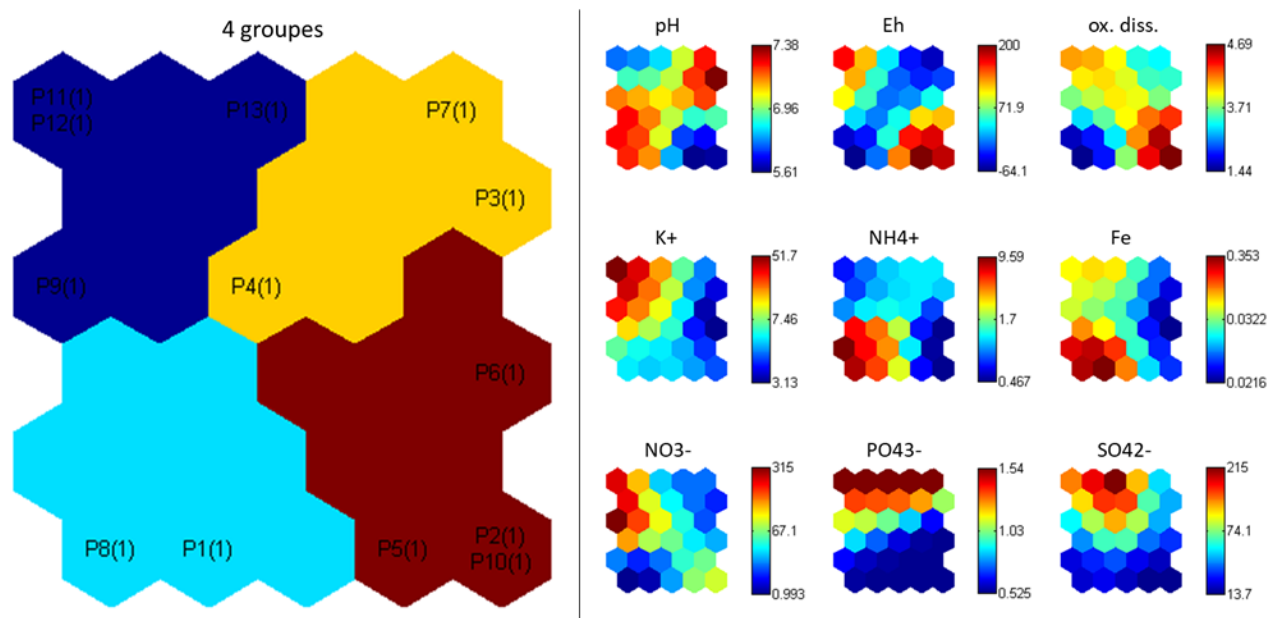 4 groupes
P11(1)
P12(1)
P13(1)
P7(1)
P3(1)
P9(1)
P4(1)
P6(1)
P8(1)
P1(1)
P5(1)
P2(1)
P10(1)
pH
7.38
6.96
5.61
Eh
200
71.9
-64.1
ox. diss.
4.69
3.71
1.44
K+
51.7
7.46
3.13
NH4+
9.59
1.7
0.467
Fe
0.353
0.0322
0.0216
NO3-
315
67.1
0.993
PO43-
1.54
1.03
0.525
SO42-
215
74.1
13.7